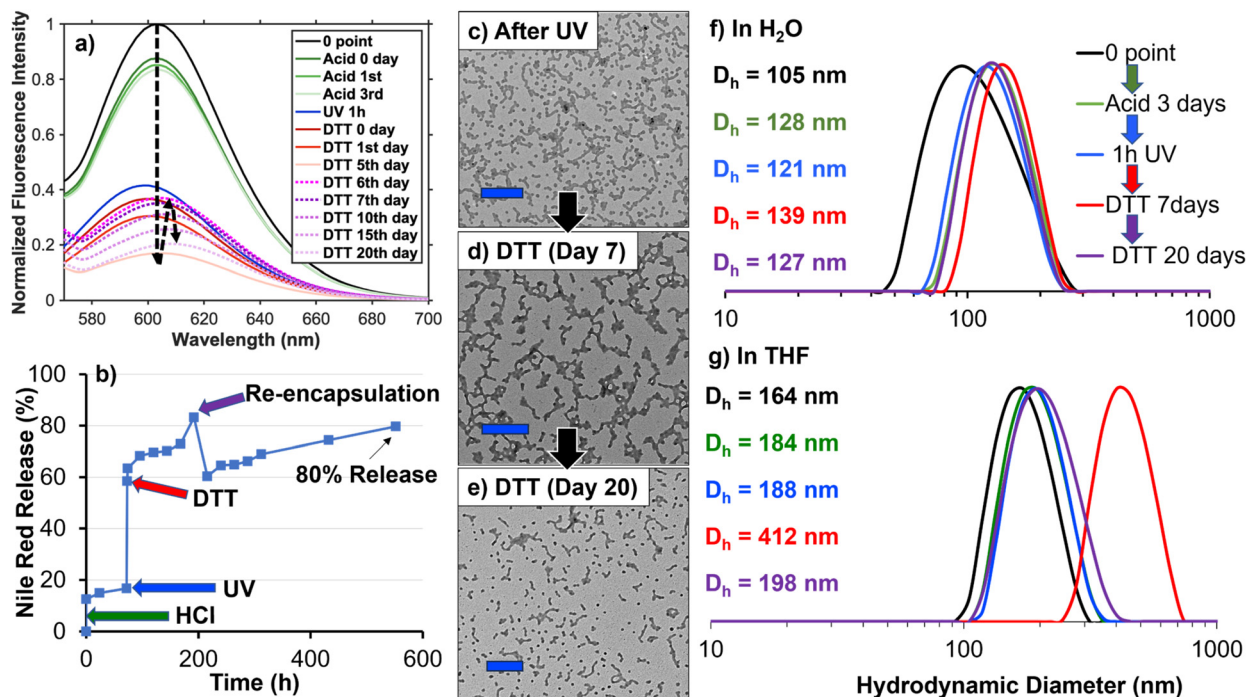 a)
Normalized Fluorescence Intensity
1
0.8
0.6
0.4
0.2
0
580
600
620
640
660
680
700
Wavelength (nm)
0 point
Acid 0 day
Acid 1st
Acid 3rd
UV 1h
DTT 0 day
DTT 1st day
DTT 5th day
DTT 6th day
DTT 7th day
DTT 10th day
DTT 15th day
DTT 20th day
b)
Nile Red Release (%)
100
80
60
40
20
0
0
200
400
600
Time (h)
Re-encapsulation
80% Release
DTT
UV
HCl
c) After UV
d) DTT (Day 7)
e) DTT (Day 20)
f) In H₂O
Dₕ = 105 nm
Dₕ = 128 nm
Dₕ = 121 nm
Dₕ = 139 nm
Dₕ = 127 nm
0 point
Acid 3 days
1h UV
DTT 7days
DTT 20 days
10
100
1000
g) In THF
Dₕ = 164 nm
Dₕ = 184 nm
Dₕ = 188 nm
Dₕ = 412 nm
Dₕ = 198 nm
10
100
1000
Hydrodynamic Diameter (nm)